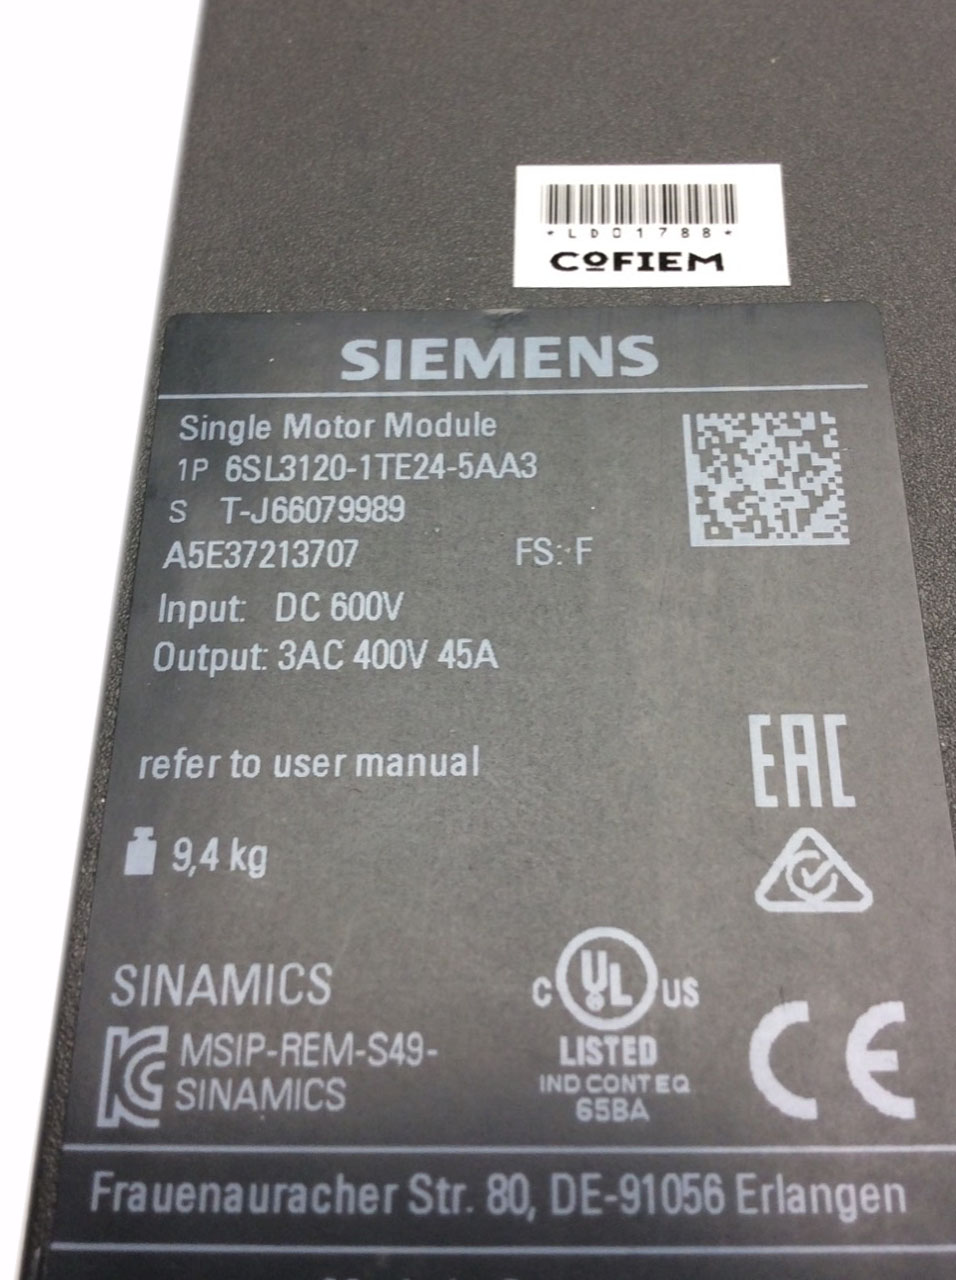 *LD01788*
COFIEM
SIEMENS
Single Motor Module
1P 6SL3120-1TE24-5AA3
S T-J66079989
A5E37213707 FS: F
Input: DC 600V
Output: 3AC 400V 45A
refer to user manual
EAC
9,4 kg
SINAMICS
C UL US
LISTED
IND CONT EQ
65BA
CE
KC MSIP-REM-S49-
SINAMICS
Frauenauracher Str. 80, DE-91056 Erlangen